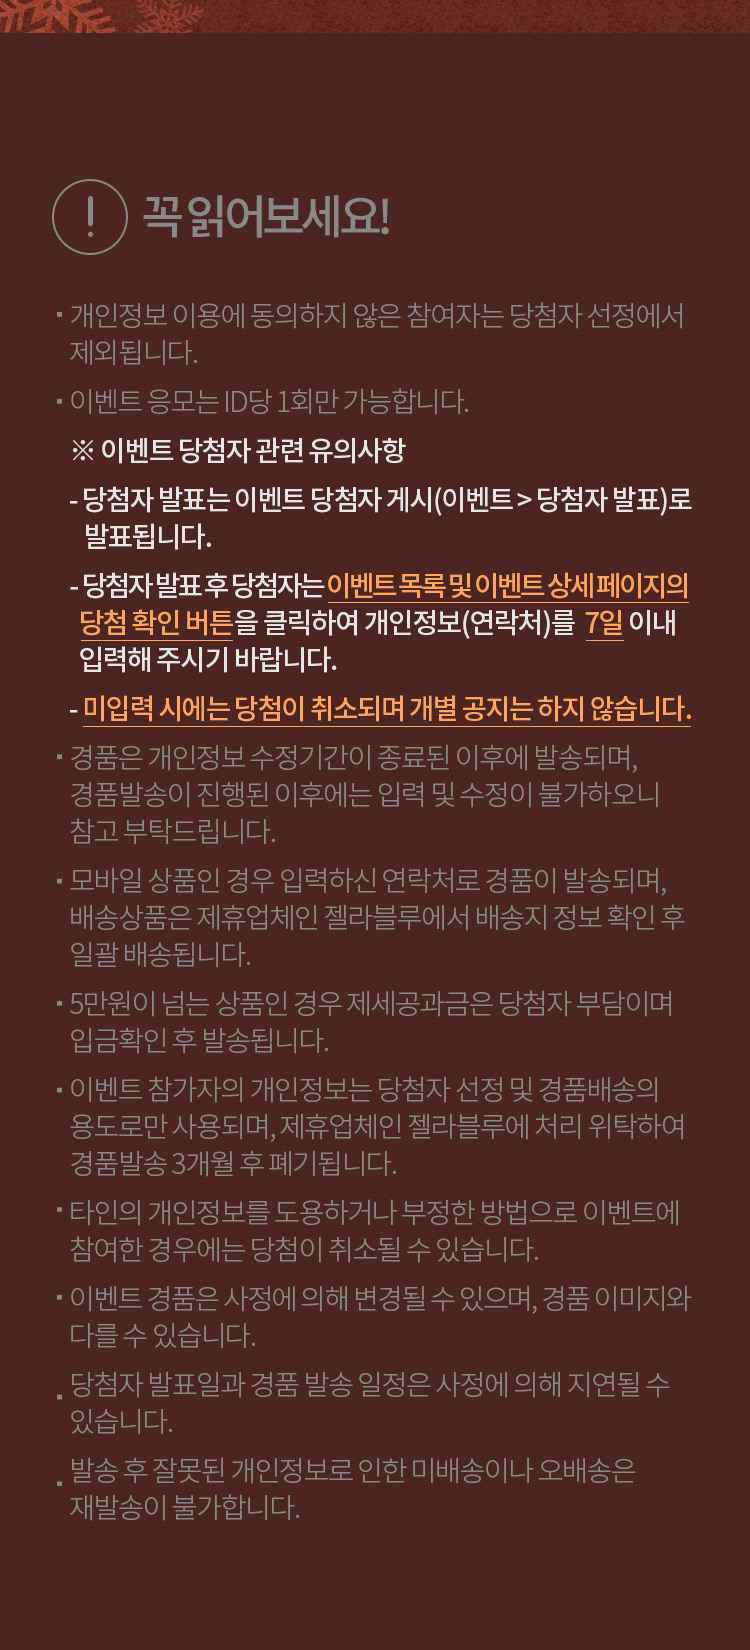 꼭 읽어보세요!
· 개인정보 이용에 동의하지 않은 참여자는 당첨자 선정에서
제외됩니다.
· 이벤트 응모는 ID당 1회만 가능합니다.
※ 이벤트 당첨자 관련 유의사항
- 당첨자 발표는 이벤트 당첨자 게시(이벤트 > 당첨자 발표)로
발표됩니다.
- 당첨자 발표 후 당첨자는 이벤트 목록 및 이벤트 상세 페이지의
당첨 확인 버튼을 클릭하여 개인정보(연락처)를 7일 이내
입력해 주시기 바랍니다.
- 미입력 시에는 당첨이 취소되며 개별 공지는 하지 않습니다.
· 경품은 개인정보 수정기간이 종료된 이후에 발송되며,
경품발송이 진행된 이후에는 입력 및 수정이 불가하오니
참고 부탁드립니다.
· 모바일 상품인 경우 입력하신 연락처로 경품이 발송되며,
배송상품은 제휴업체인 젤라블루에서 배송지 정보 확인 후
일괄 배송됩니다.
· 5만원이 넘는 상품인 경우 제세공과금은 당첨자 부담이며
입금확인 후 발송됩니다.
· 이벤트 참가자의 개인정보는 당첨자 선정 및 경품배송의
용도로만 사용되며, 제휴업체인 젤라블루에 처리 위탁하여
경품발송 3개월 후 폐기됩니다.
· 타인의 개인정보를 도용하거나 부정한 방법으로 이벤트에
참여한 경우에는 당첨이 취소될 수 있습니다.
· 이벤트 경품은 사정에 의해 변경될 수 있으며, 경품 이미지와
다를 수 있습니다.
· 당첨자 발표일과 경품 발송 일정은 사정에 의해 지연될 수
있습니다.
· 발송 후 잘못된 개인정보로 인한 미배송이나 오배송은
재발송이 불가합니다.